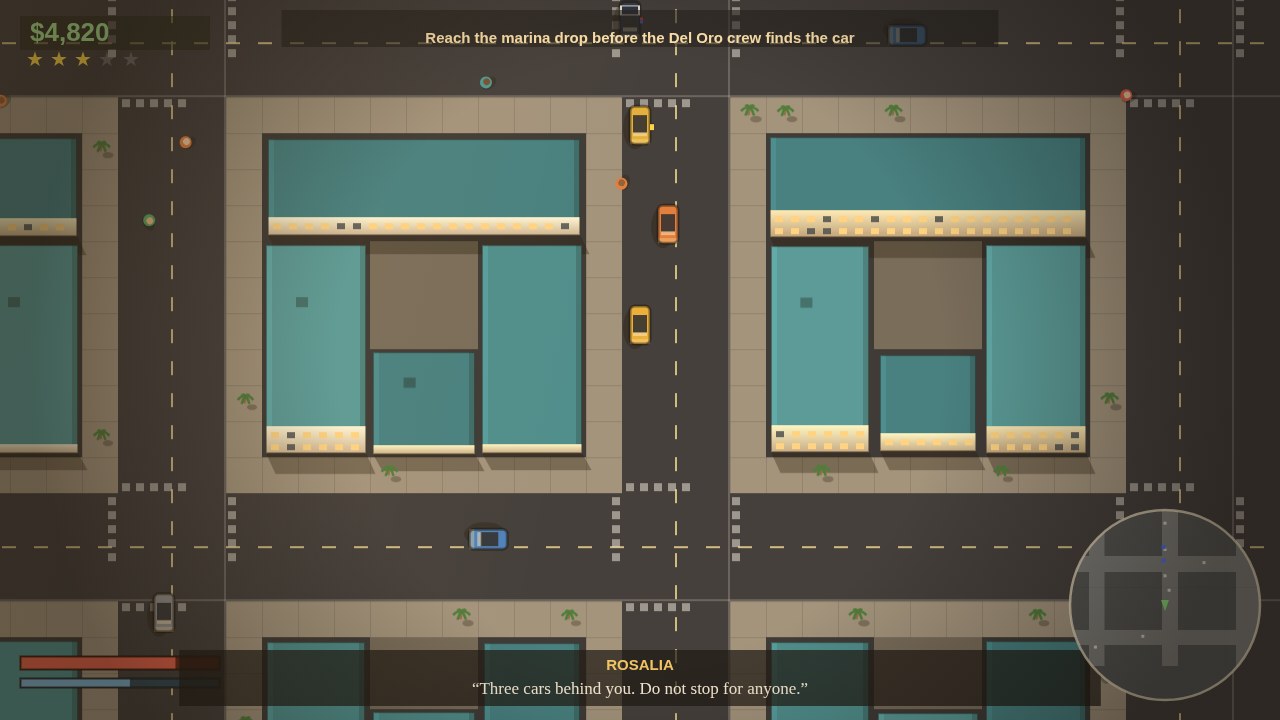 $4,820
Reach the marina drop before the Del Oro crew finds the car
ROSALIA
“Three cars behind you. Do not stop for anyone.”